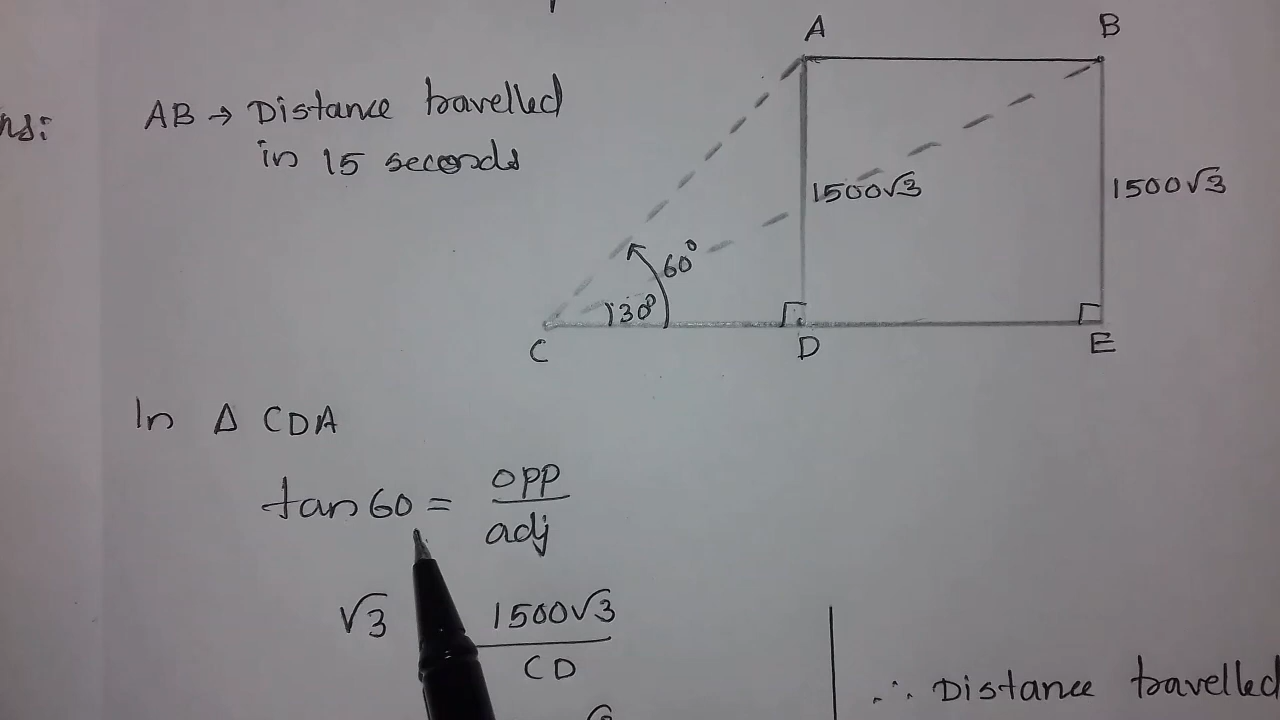 A
B
ns:
AB → Distance travelled
in 15 seconds
1500√3
1500√3
60°
30°
C
D
E
In Δ CDA
tan 60 = opp
adj
√3 1500√3
CD
∴ Distance travelled